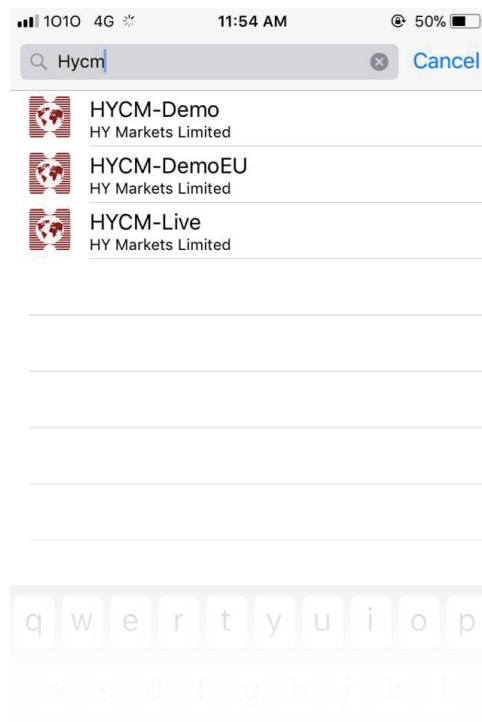 1O1O 4G 11:54 AM 50%
Hycm Cancel
HYCM-Demo
HY Markets Limited
HYCM-DemoEU
HY Markets Limited
HYCM-Live
HY Markets Limited
q w e r t y u i o p
a s d f g h j k l